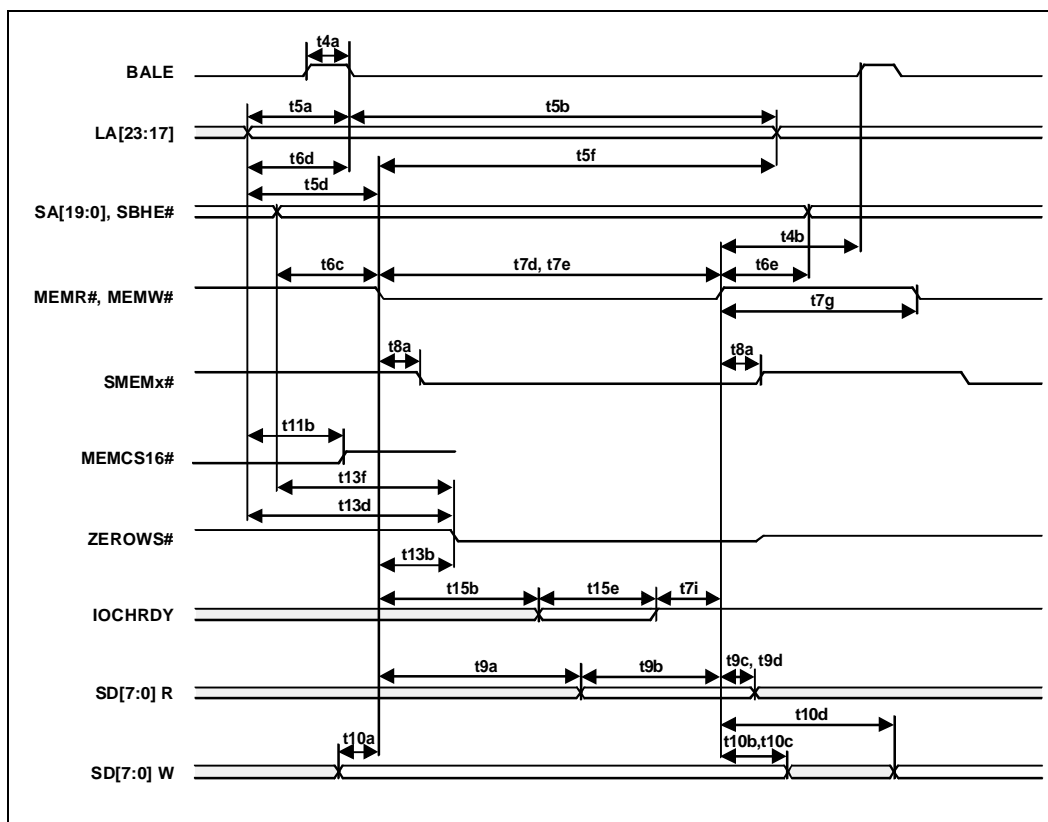 t4a
BALE
t5a t5b
LA[23:17]
t6d t5f
t5d
SA[19:0], SBHE#
t4b
t6c t7d, t7e t6e
MEMR#, MEMW#
t7g
t8a t8a
SMEMx#
t11b
MEMCS16#
t13f
t13d
ZEROWS#
t13b
t15b t15e t7i
IOCHRDY
t9a t9b t9c, t9d
SD[7:0] R
t10d
t10a t10b,t10c
SD[7:0] W